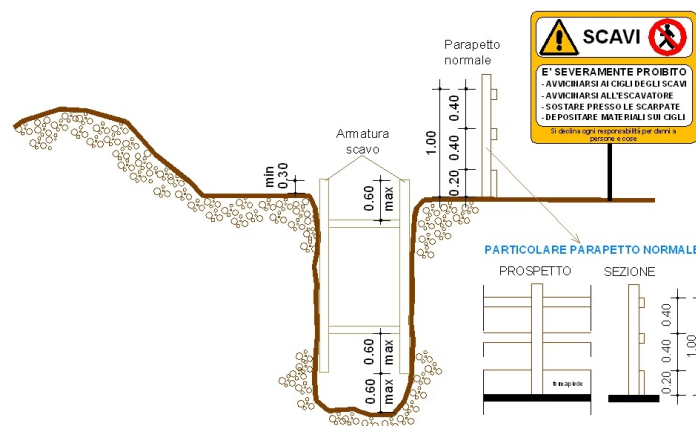 SCAVI
E' SEVERAMENTE PROIBITO
- AVVICINARSI AI CIGLI DEGLI SCAVI
- AVVICINARSI ALL'ESCAVATORE
- SOSTARE PRESSO LE SCARPATE
- DEPOSITARE MATERIALI SUI CIGLI
Si declina ogni responsabilità per danni a
persone e cose
Parapetto
normale
Armatura
scavo
min
0.30
0.60
max
1.00
0.40
0.40
0.20
0.60
max
0.60
max
PARTICOLARE PARAPETTO NORMALE
PROSPETTO
SEZIONE
fermapiede
0.40
0.40
0.20
1.00